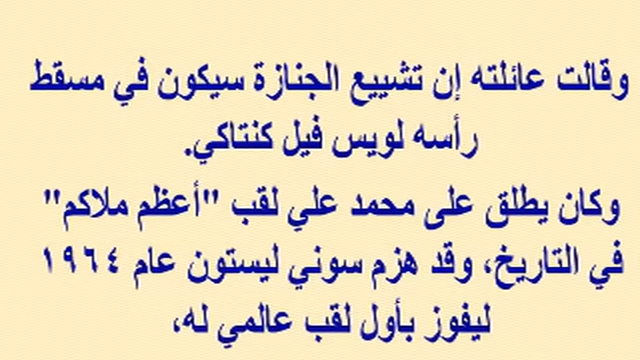 وقالت عائلته إن تشييع الجنازة سيكون في مسقط
رأسه لويس فيل كنتاكي.
وكان يطلق على محمد علي لقب "أعظم ملاكم"
في التاريخ، وقد هزم سوني ليستون عام ١٩٦٤
ليفوز بأول لقب عالمي له،